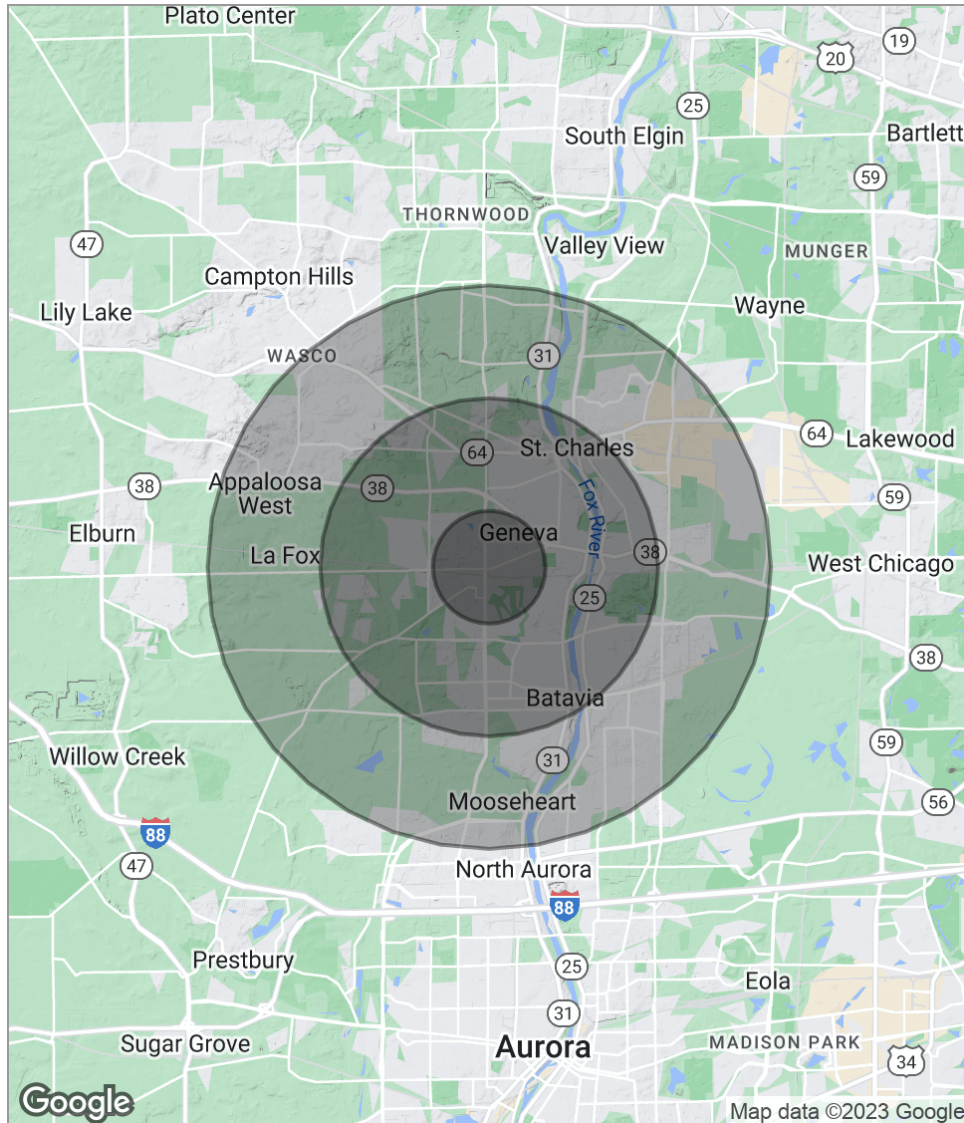 Plato Center
19
20
25
South Elgin
Bartlett
59
THORNWOOD
47
Valley View
MUNGER
Campton Hills
Wayne
Lily Lake
31
WASCO
64
St. Charles
Lakewood
64
Appaloosa
West
38
38
59
Fox River
Geneva
Elburn
La Fox
38
West Chicago
25
38
Batavia
59
Willow Creek
31
Mooseheart
56
88
47
North Aurora
88
Prestbury
25
Eola
31
Sugar Grove
Aurora
MADISON PARK
34
Google
Map data ©2023 Google